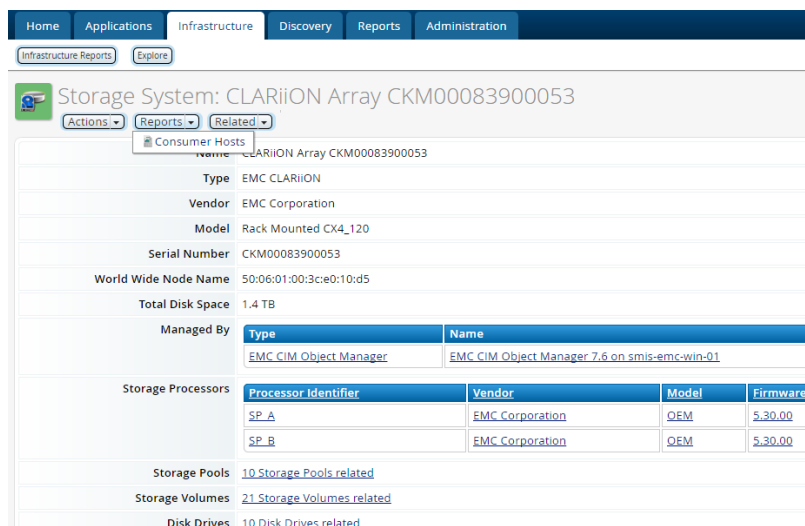 Home Applications Infrastructure Discovery Reports Administration
Infrastructure Reports Explore
Storage System: CLARiiON Array CKM00083900053
Actions Reports Related
Consumer Hosts
Name CLARiiON Array CKM00083900053
Type EMC CLARiiON
Vendor EMC Corporation
Model Rack Mounted CX4_120
Serial Number CKM00083900053
World Wide Node Name 50:06:01:00:3c:e0:10:d5
Total Disk Space 1.4 TB
Managed By Type Name
EMC CIM Object Manager EMC CIM Object Manager 7.6 on smis-emc-win-01
Storage Processors Processor Identifier Vendor Model Firmware
SP_A EMC Corporation OEM 5.30.00
SP_B EMC Corporation OEM 5.30.00
Storage Pools 10 Storage Pools related
Storage Volumes 21 Storage Volumes related
Disk Drives 10 Disk Drives related